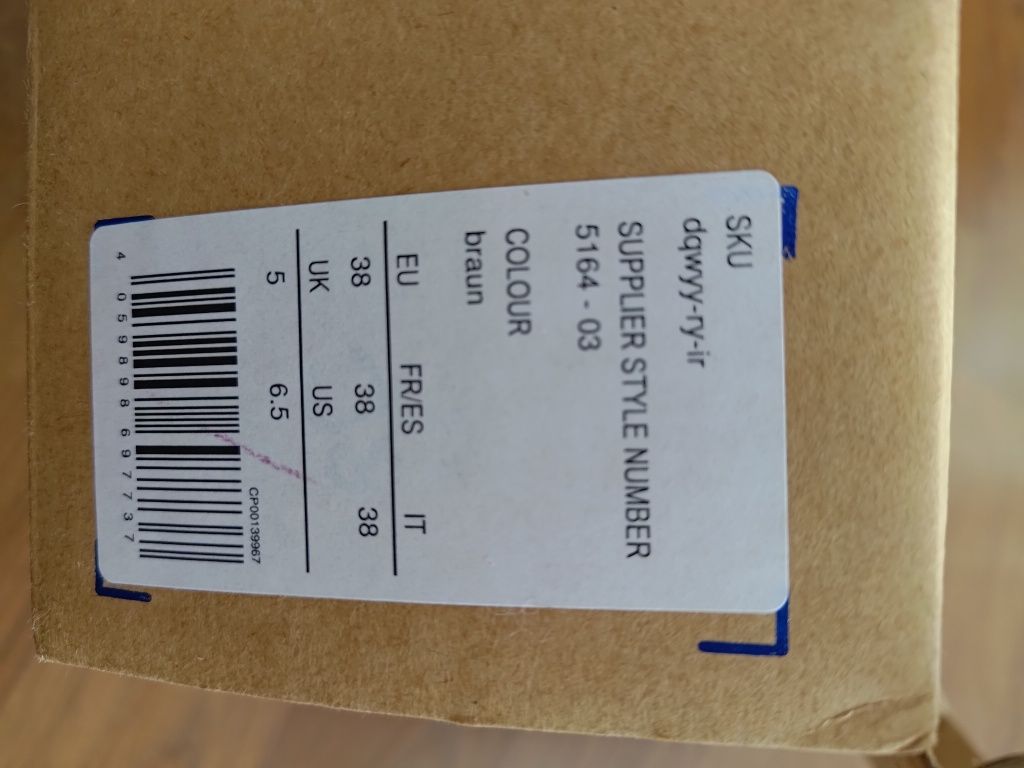 SKU
dqwyy-ry-ir
SUPPLIER STYLE NUMBER
5164 - 03
COLOUR
braun
EU FR/ES IT
38 38 38
UK US
5 6.5
CP00139967
4 059898 697737